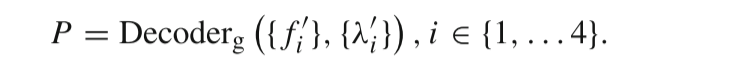 P = Decoder_g ({f_i′}, {λ_i′}) , i ∈ {1, . . . 4}.